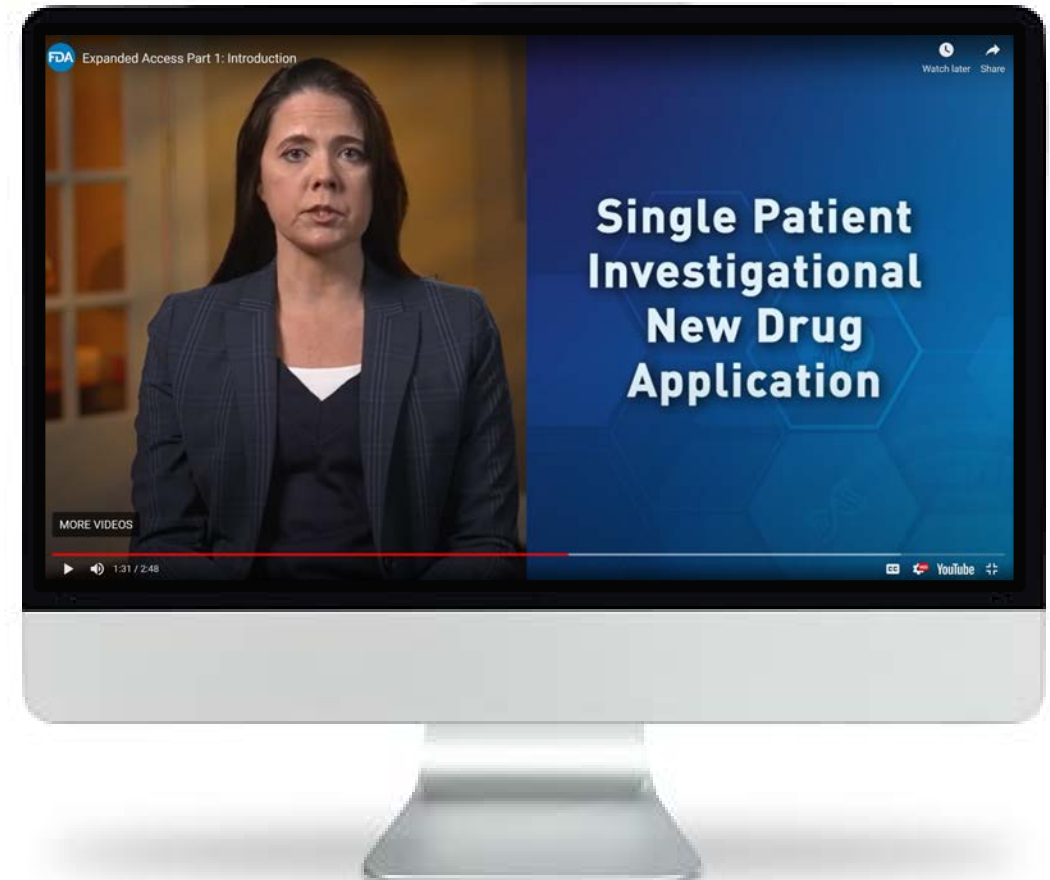 FDA Expanded Access Part 1: Introduction
Watch later Share
Single Patient
Investigational
New Drug
Application
MORE VIDEOS
1:31 / 2:48
CC YouTube